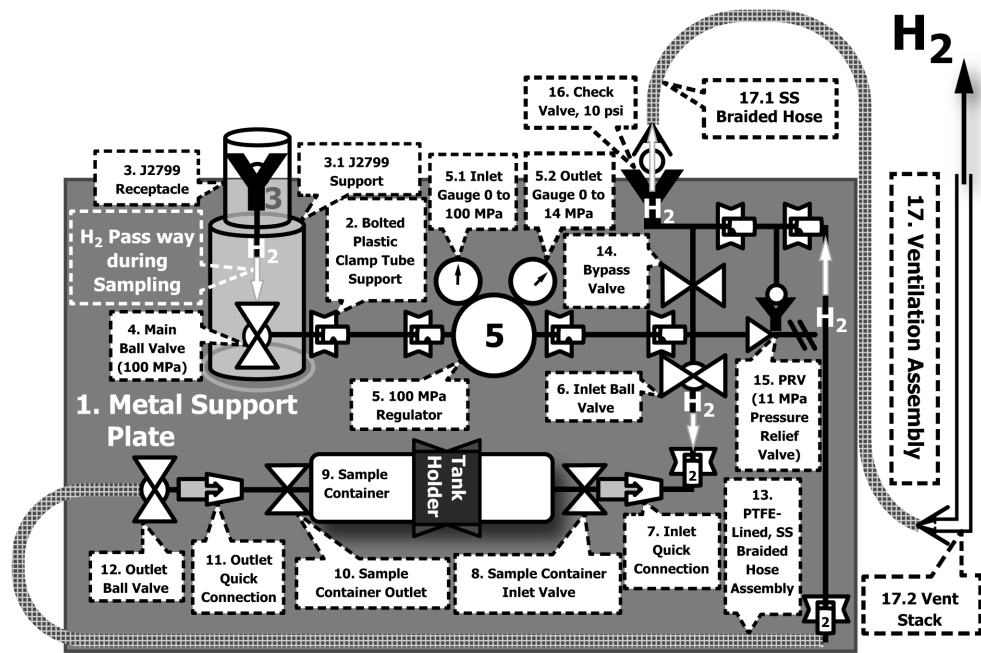 H2
16. Check
Valve, 10 psi
17.1 SS
Braided Hose
3. J2799
Receptacle
3.1 J2799
Support
5.1 Inlet
Gauge 0 to
100 MPa
5.2 Outlet
Gauge 0 to
14 MPa
3
H2
H2 Pass way
during
Sampling
2. Bolted
Plastic
Clamp Tube
Support
H2
14.
Bypass
Valve
17. Ventilation Assembly
4. Main
Ball Valve
(100 MPa)
5
H2
5. 100 MPa
Regulator
6. Inlet Ball
Valve
H2
15. PRV
(11 MPa
Pressure
Relief
Valve)
1. Metal Support
Plate
9. Sample
Container
Tank
Holder
2
12. Outlet
Ball Valve
11. Outlet
Quick
Connection
10. Sample
Container Outlet
8. Sample Container
Inlet Valve
7. Inlet
Quick
Connection
13.
PTFE-
Lined, SS
Braided
Hose
Assembly
2
17.2 Vent
Stack